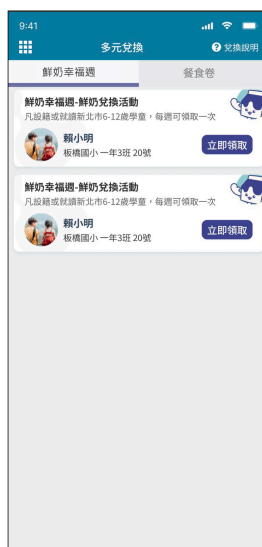 9:41
多元兌換
兌換說明
鮮奶幸福週
餐食卷
鮮奶幸福週-鮮奶兌換活動
凡設籍或就讀新北市6-12歲學童，每週可領取一次
賴小明
板橋國小 一年3班 20號
立即領取
鮮奶幸福週-鮮奶兌換活動
凡設籍或就讀新北市6-12歲學童，每週可領取一次
賴小明
板橋國小 一年3班 20號
立即領取